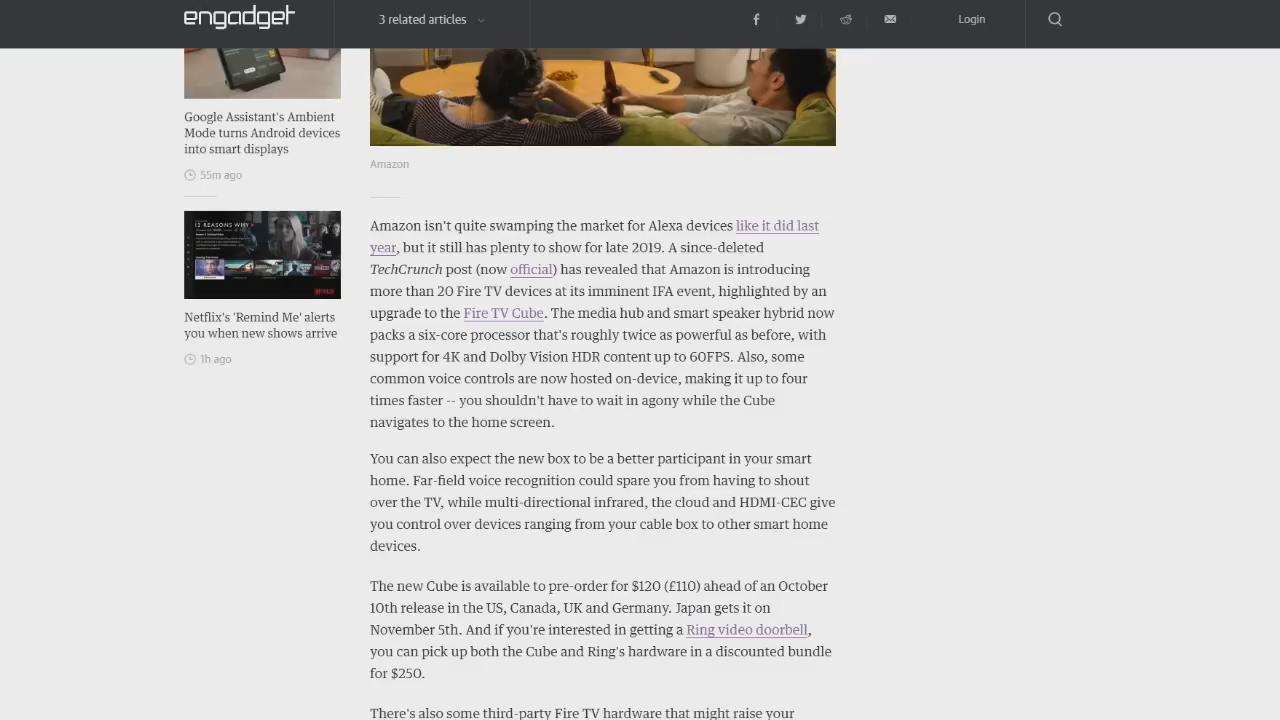 engadget
3 related articles
Login
Google Assistant's Ambient
Mode turns Android devices
into smart displays
55m ago
13 REASONS WHY
NETFLIX
Netflix's 'Remind Me' alerts
you when new shows arrive
1h ago
Amazon
Amazon isn't quite swamping the market for Alexa devices like it did last
year, but it still has plenty to show for late 2019. A since-deleted
TechCrunch post (now official) has revealed that Amazon is introducing
more than 20 Fire TV devices at its imminent IFA event, highlighted by an
upgrade to the Fire TV Cube. The media hub and smart speaker hybrid now
packs a six-core processor that's roughly twice as powerful as before, with
support for 4K and Dolby Vision HDR content up to 60FPS. Also, some
common voice controls are now hosted on-device, making it up to four
times faster -- you shouldn't have to wait in agony while the Cube
navigates to the home screen.
You can also expect the new box to be a better participant in your smart
home. Far-field voice recognition could spare you from having to shout
over the TV, while multi-directional infrared, the cloud and HDMI-CEC give
you control over devices ranging from your cable box to other smart home
devices.
The new Cube is available to pre-order for $120 (£110) ahead of an October
10th release in the US, Canada, UK and Germany. Japan gets it on
November 5th. And if you're interested in getting a Ring video doorbell,
you can pick up both the Cube and Ring's hardware in a discounted bundle
for $250.
There's also some third-party Fire TV hardware that might raise your